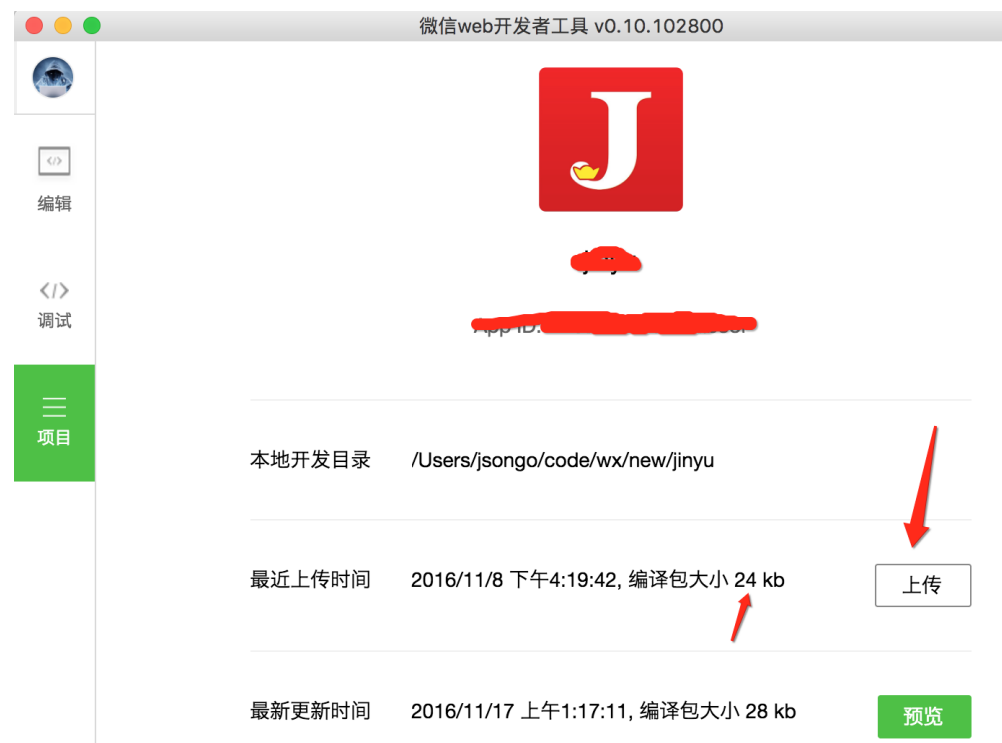 微信web开发者工具 v0.10.102800
J
编辑
调试
项目
App ID:
本地开发目录 /Users/jsongo/code/wx/new/jinyu
最近上传时间 2016/11/8 下午4:19:42, 编译包大小 24 kb 上传
最新更新时间 2016/11/17 上午1:17:11, 编译包大小 28 kb 预览